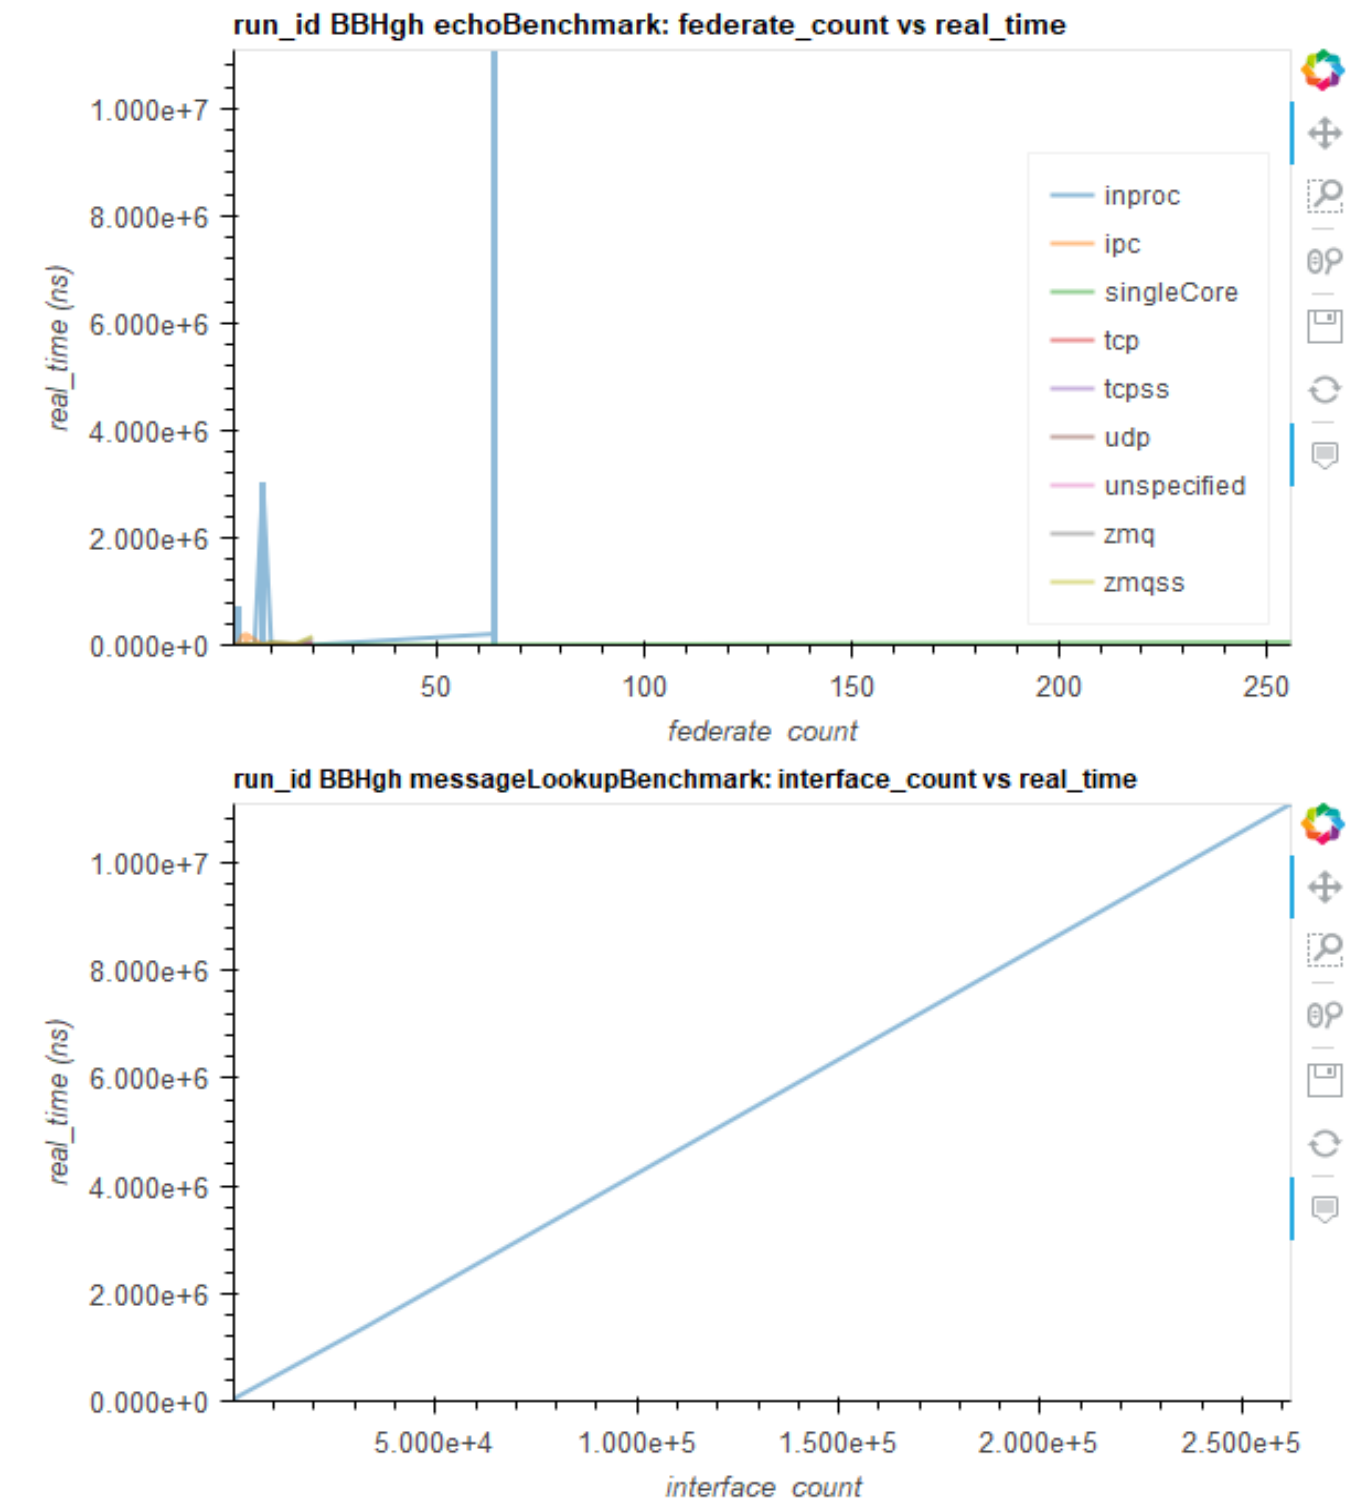 run_id BBHgh echoBenchmark: federate_count vs real_time
1.000e+7
8.000e+6
6.000e+6
4.000e+6
2.000e+6
0.000e+0
real_time (ns)
inproc
ipc
singleCore
tcp
tcpss
udp
unspecified
zmq
zmqss
50 100 150 200 250
federate_count
run_id BBHgh messageLookupBenchmark: interface_count vs real_time
1.000e+7
8.000e+6
6.000e+6
4.000e+6
2.000e+6
0.000e+0
real_time (ns)
5.000e+4 1.000e+5 1.500e+5 2.000e+5 2.500e+5
interface_count